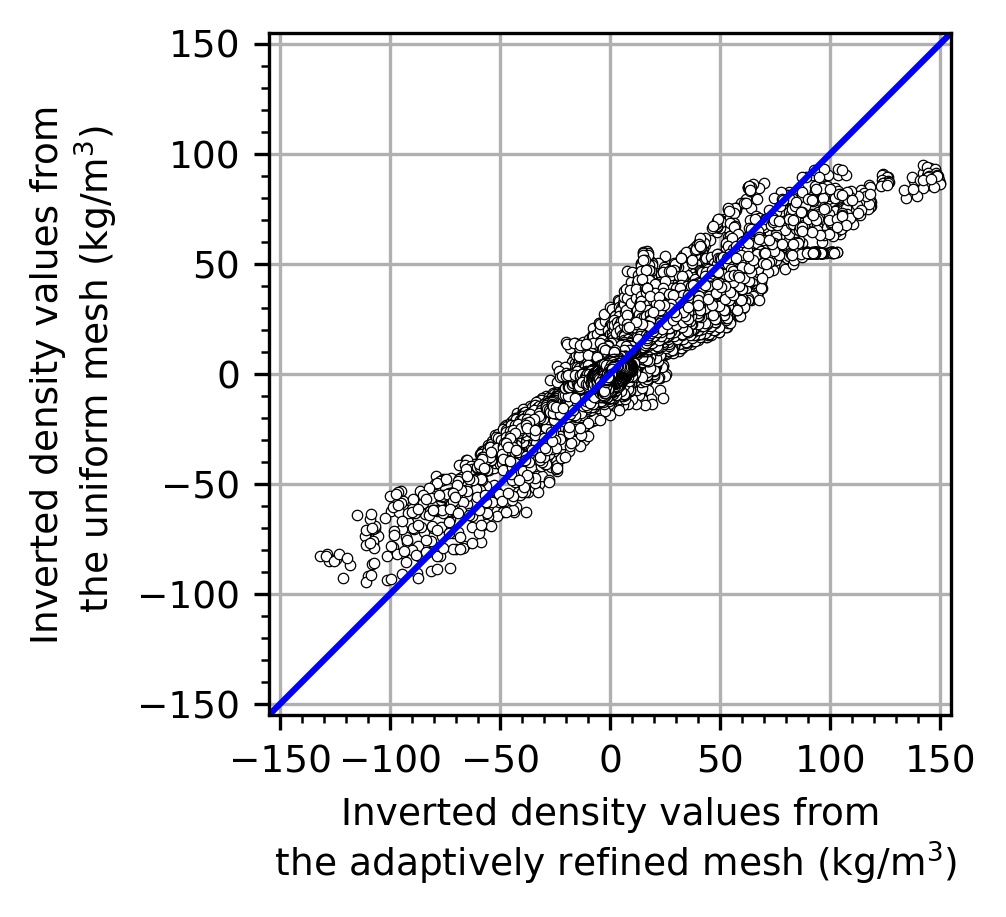 Inverted density values from
the uniform mesh (kg/m³)
150
100
50
0
−50
−100
−150
−150 −100 −50 0 50 100 150
Inverted density values from
the adaptively refined mesh (kg/m³)